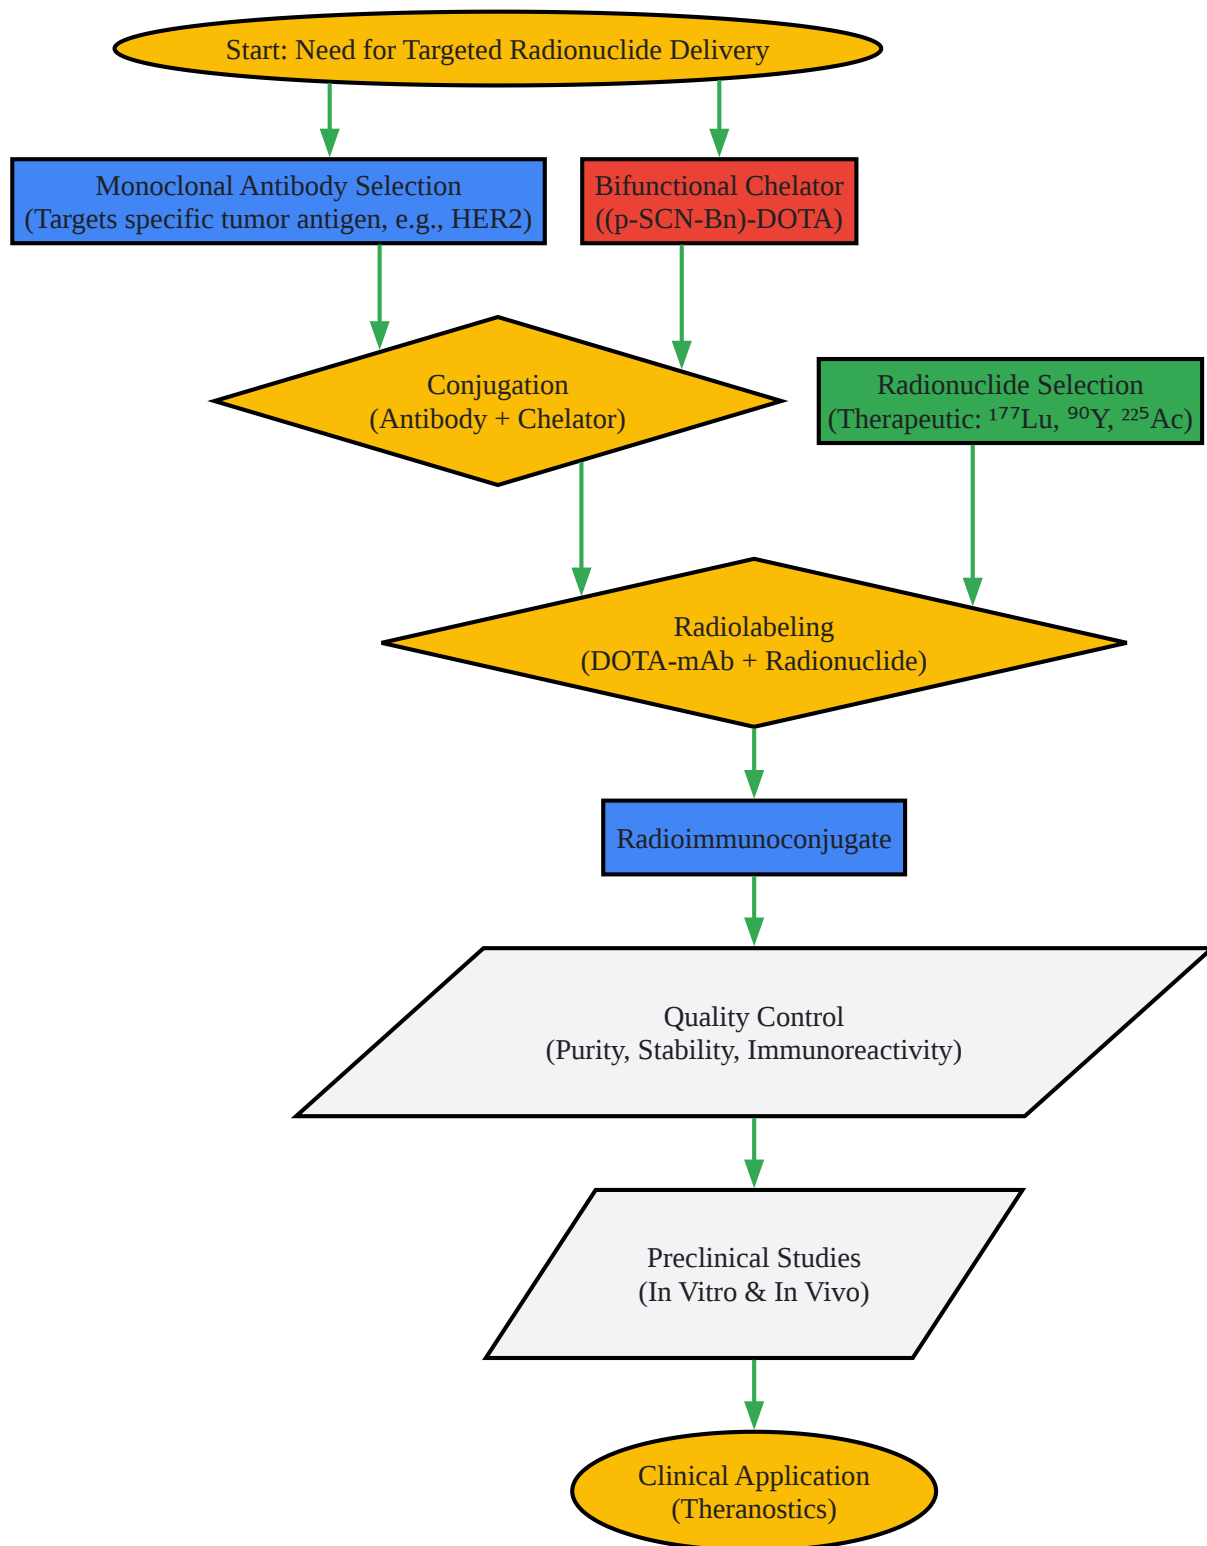 Start: Need for Targeted Radionuclide Delivery
Monoclonal Antibody Selection
(Targets specific tumor antigen, e.g., HER2)
Bifunctional Chelator
((p-SCN-Bn)-DOTA)
Conjugation
(Antibody + Chelator)
Radionuclide Selection
(Therapeutic: ¹⁷⁷Lu, ⁹⁰Y, ²²⁵Ac)
Radiolabeling
(DOTA-mAb + Radionuclide)
Radioimmunoconjugate
Quality Control
(Purity, Stability, Immunoreactivity)
Preclinical Studies
(In Vitro & In Vivo)
Clinical Application
(Theranostics)